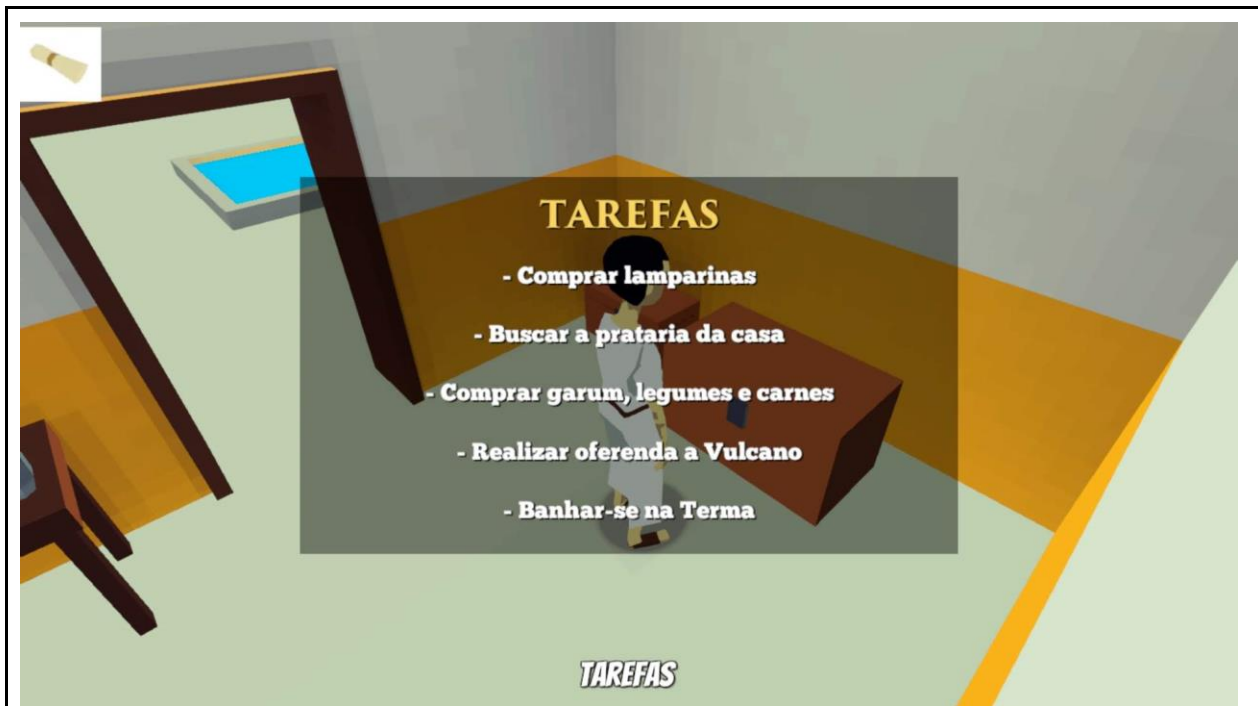 TAREFAS
- Comprar lamparinas
- Buscar a prataria da casa
- Comprar garum, legumes e carnes
- Realizar oferenda a Vulcano
- Banhar-se na Terma
TAREFAS